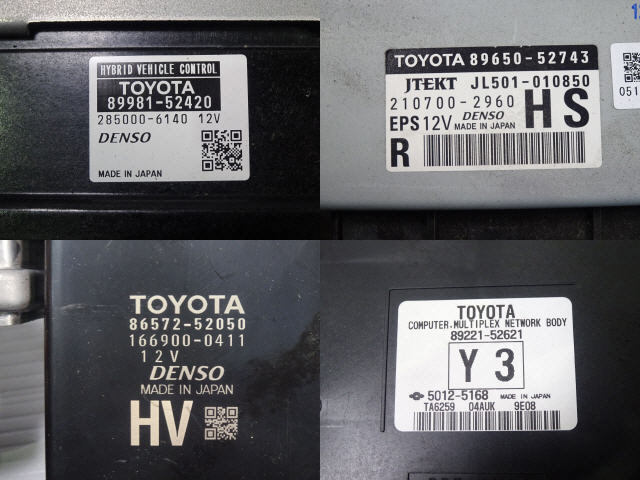 HYBRID VEHICLE CONTROL
TOYOTA
89981-52420
285000-6140 12V
DENSO
MADE IN JAPAN
TOYOTA 89650-52743
JTEKT JL501-010850
210700-2960 HS
EPS12V DENSO MADE IN JAPAN
R
051
TOYOTA
86572-52050
166900-0411
12V
DENSO
MADE IN JAPAN
HV
TOYOTA
COMPUTER.MULTIPLEX NETWORK BODY
89221-52621
Y 3
5012-5168 MADE IN JAPAN
TA6259 04AUK 9E08